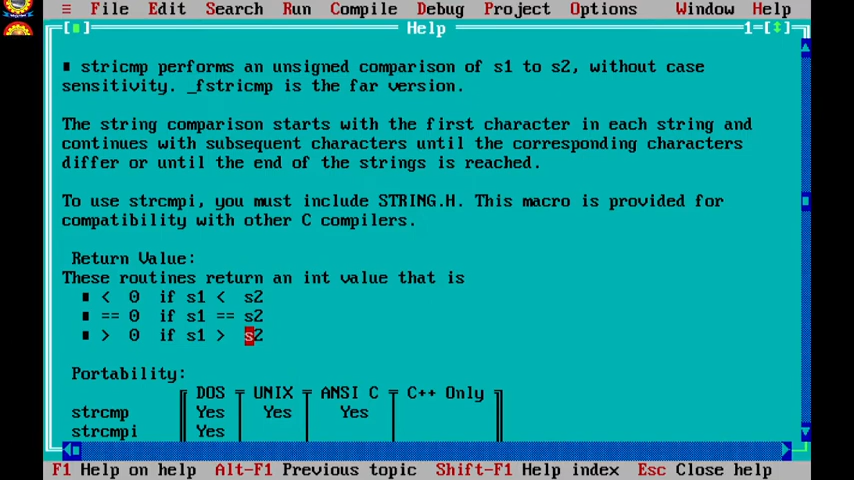 ≡ File Edit Search Run Compile Debug Project Options Window Help
[■] Help 1=[↕]
▪ stricmp performs an unsigned comparison of s1 to s2, without case
sensitivity. _fstricmp is the far version.
The string comparison starts with the first character in each string and
continues with subsequent characters until the corresponding characters
differ or until the end of the strings is reached.
To use strcmpi, you must include STRING.H. This macro is provided for
compatibility with other C compilers.
Return Value:
These routines return an int value that is
▪ < 0 if s1 < s2
▪ == 0 if s1 == s2
▪ > 0 if s1 > s2
Portability:
DOS UNIX ANSI C C++ Only
strcmp Yes Yes Yes
strcmpi Yes
F1 Help on help Alt-F1 Previous topic Shift-F1 Help index Esc Close help